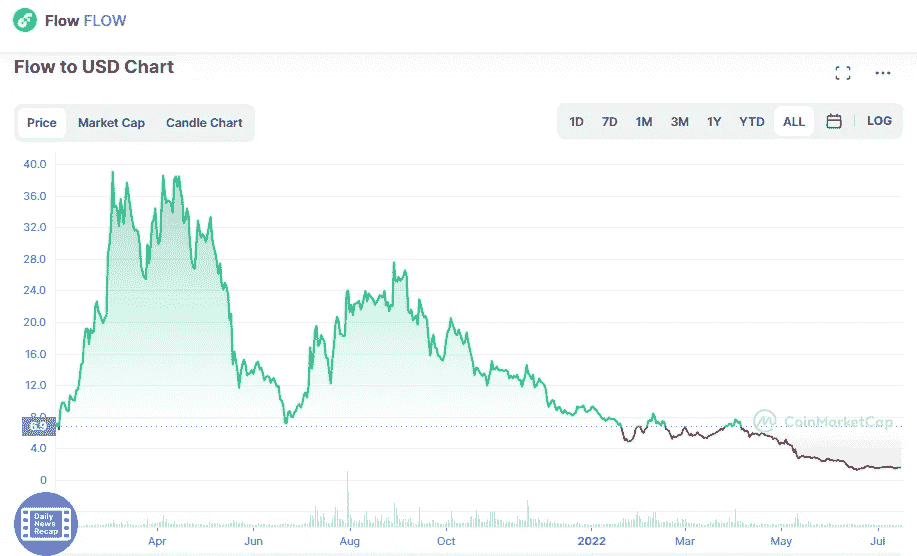 Flow FLOW
Flow to USD Chart
Price Market Cap Candle Chart
1D 7D 1M 3M 1Y YTD ALL LOG
40.0
36.0
32.0
28.0
24.0
20.0
16.0
12.0
8.0
6.9
CoinMarketCap
4.0
0
Daily
News
Recap
Apr Jun Aug Oct 2022 Mar May Jul